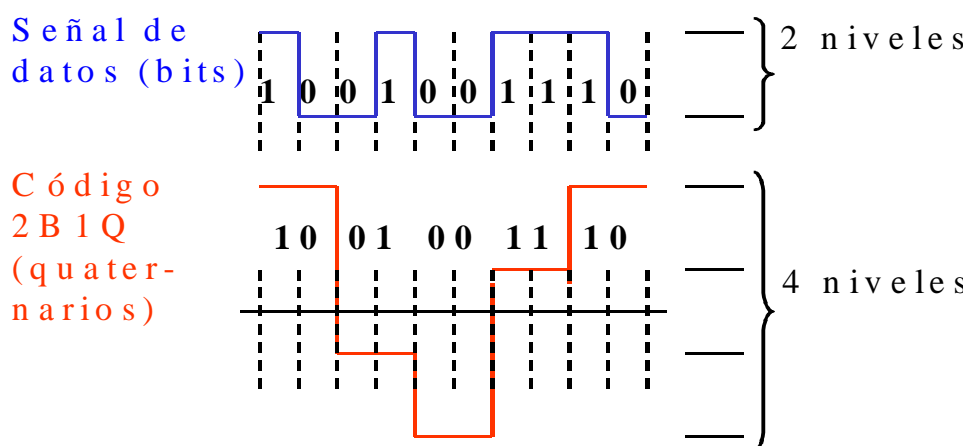 Señal de
datos (bits)
1 0 0 1 0 0 1 1 1 0
2 niveles
Código
2B1Q
(quater-
narios)
10 01 00 11 10
4 niveles